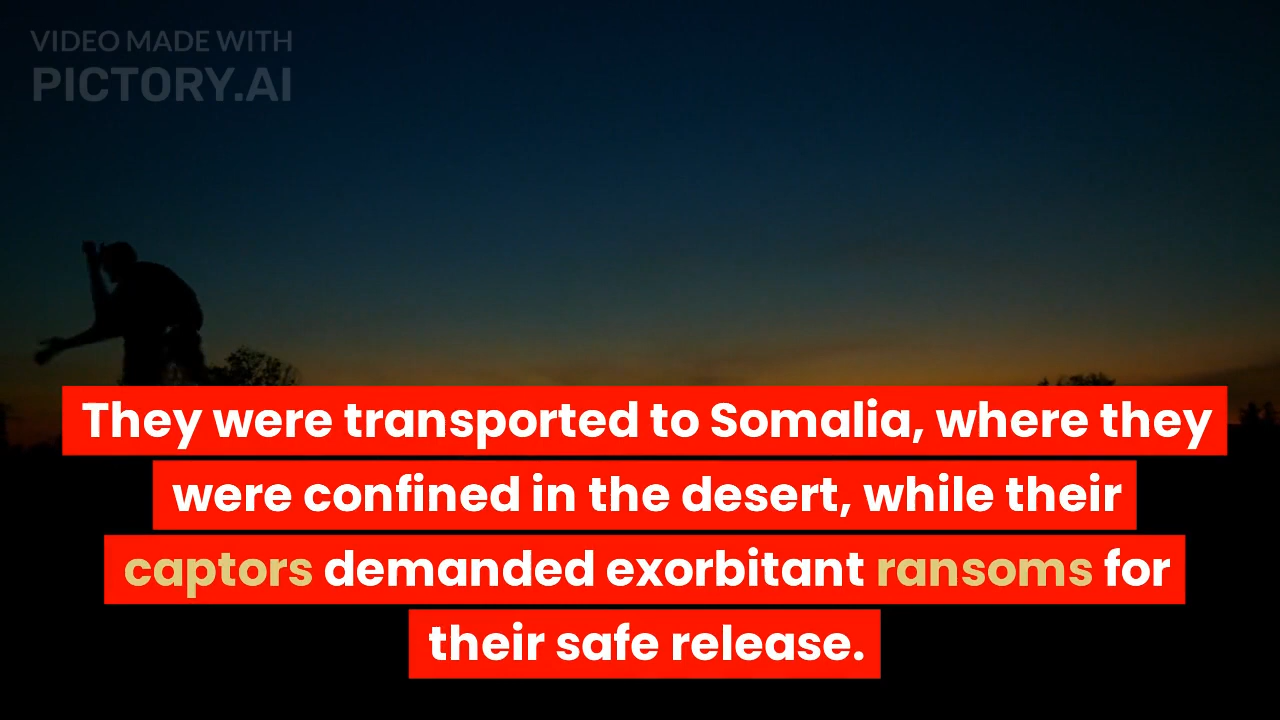 VIDEO MADE WITH
PICTORY.AI
They were transported to Somalia, where they
were confined in the desert, while their
captors demanded exorbitant ransoms for
their safe release.